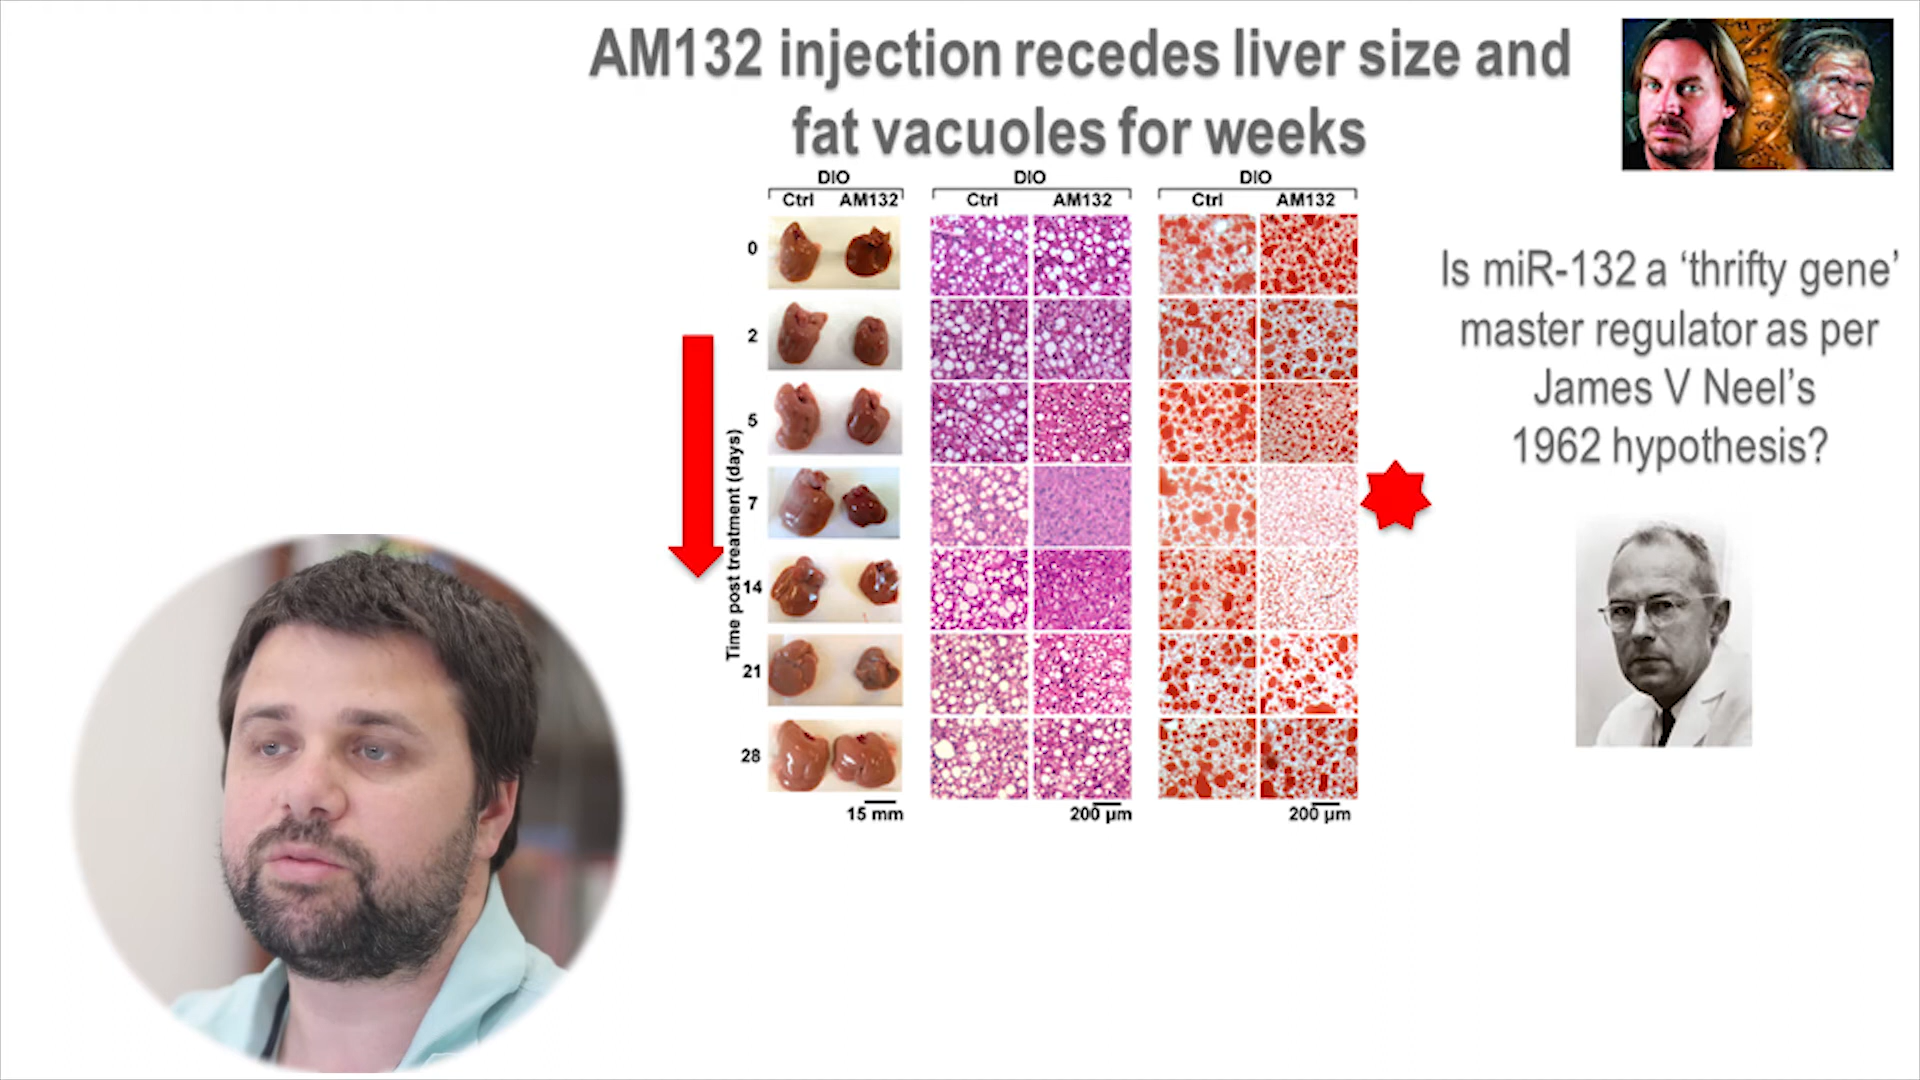 AM132 injection recedes liver size and
fat vacuoles for weeks
DIO
Ctrl AM132
DIO
Ctrl AM132
DIO
Ctrl AM132
Time post treatment (days)
0
2
5
7
14
21
28
15 mm
200 µm
200 µm
Is miR-132 a ‘thrifty gene’
master regulator as per
James V Neel’s
1962 hypothesis?